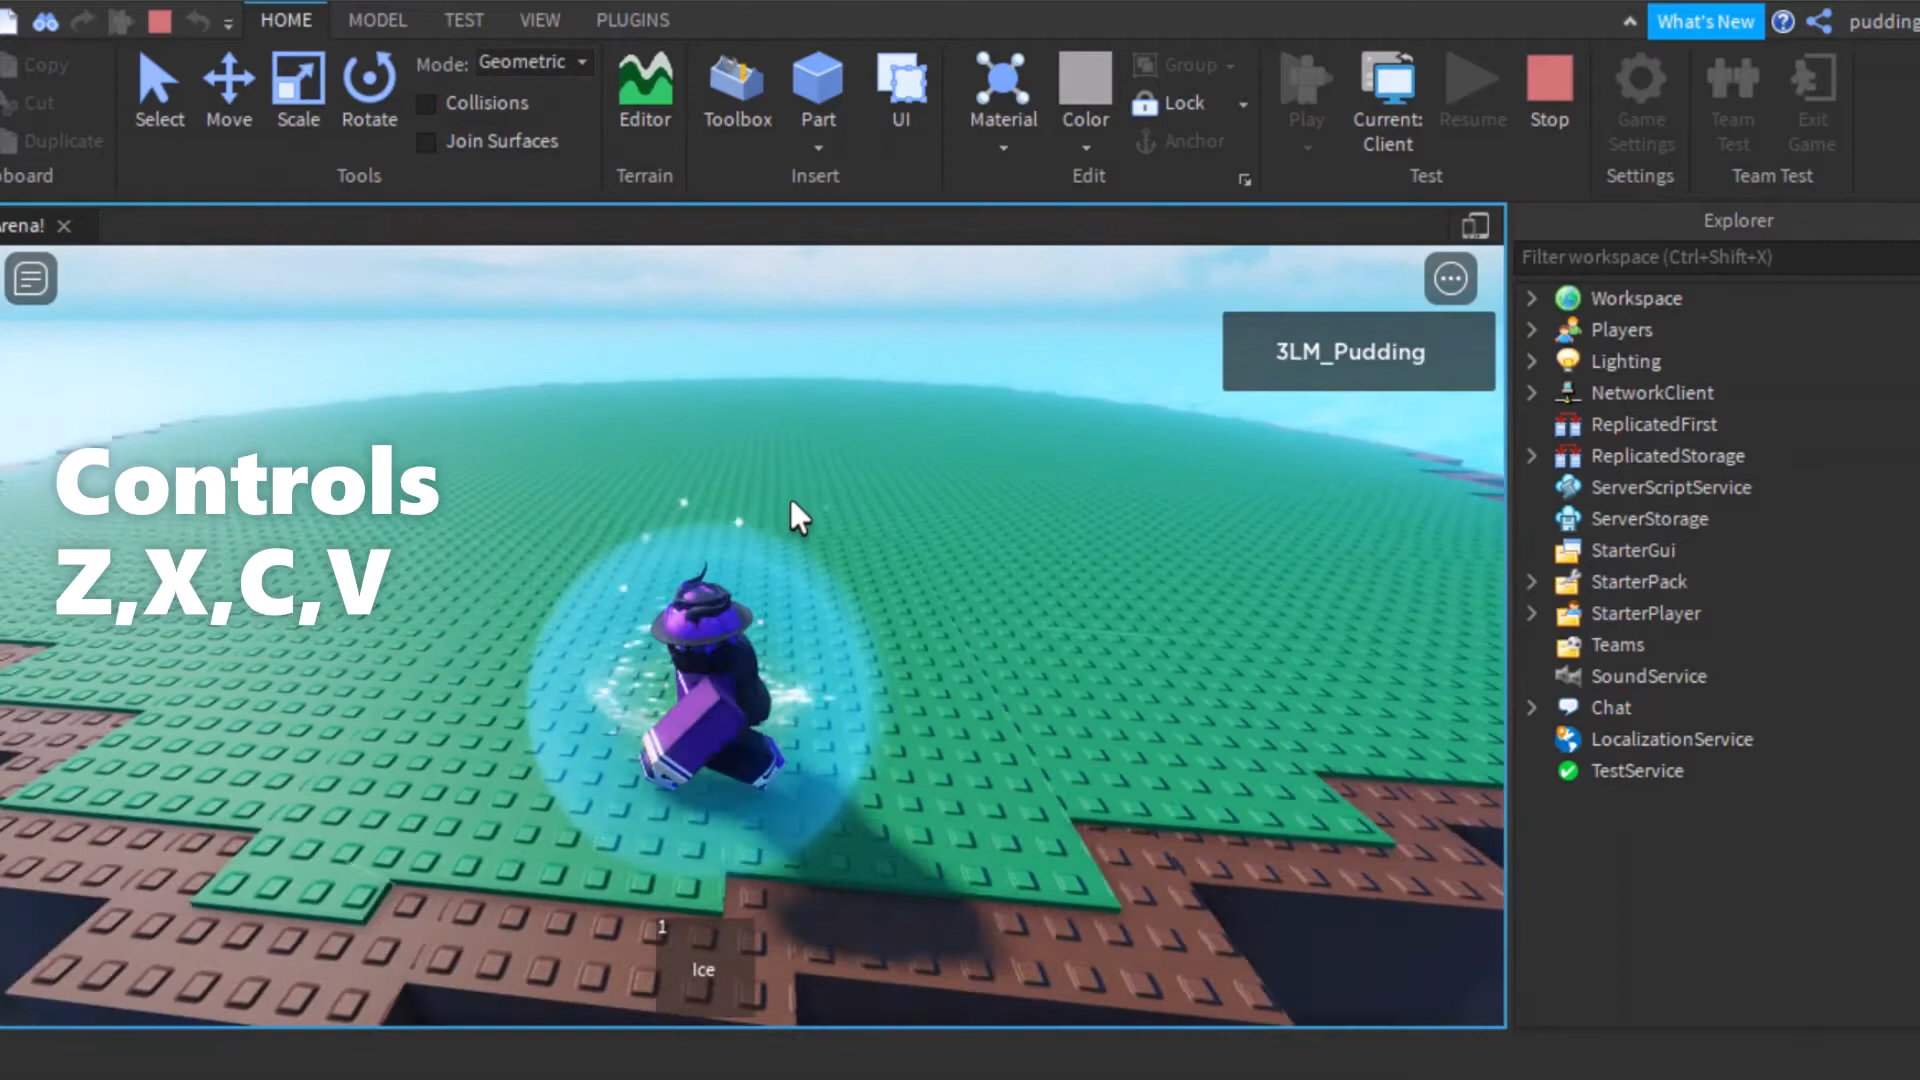 HOME MODEL TEST VIEW PLUGINS What's New pudding
Copy
Cut
Duplicate
board
Select Move Scale Rotate
Mode: Geometric
Collisions
Join Surfaces
Tools
Editor
Terrain
Toolbox Part UI
Insert
Material Color
Group
Lock
Anchor
Edit
Play
Current:
Client
Resume Stop
Test
Game
Settings
Settings
Team
Test
Exit
Game
Team Test
rena!
Explorer
Filter workspace (Ctrl+Shift+X)
3LM_Pudding
Controls
Z,X,C,V
1
Ice
Workspace
Players
Lighting
NetworkClient
ReplicatedFirst
ReplicatedStorage
ServerScriptService
ServerStorage
StarterGui
StarterPack
StarterPlayer
Teams
SoundService
Chat
LocalizationService
TestService